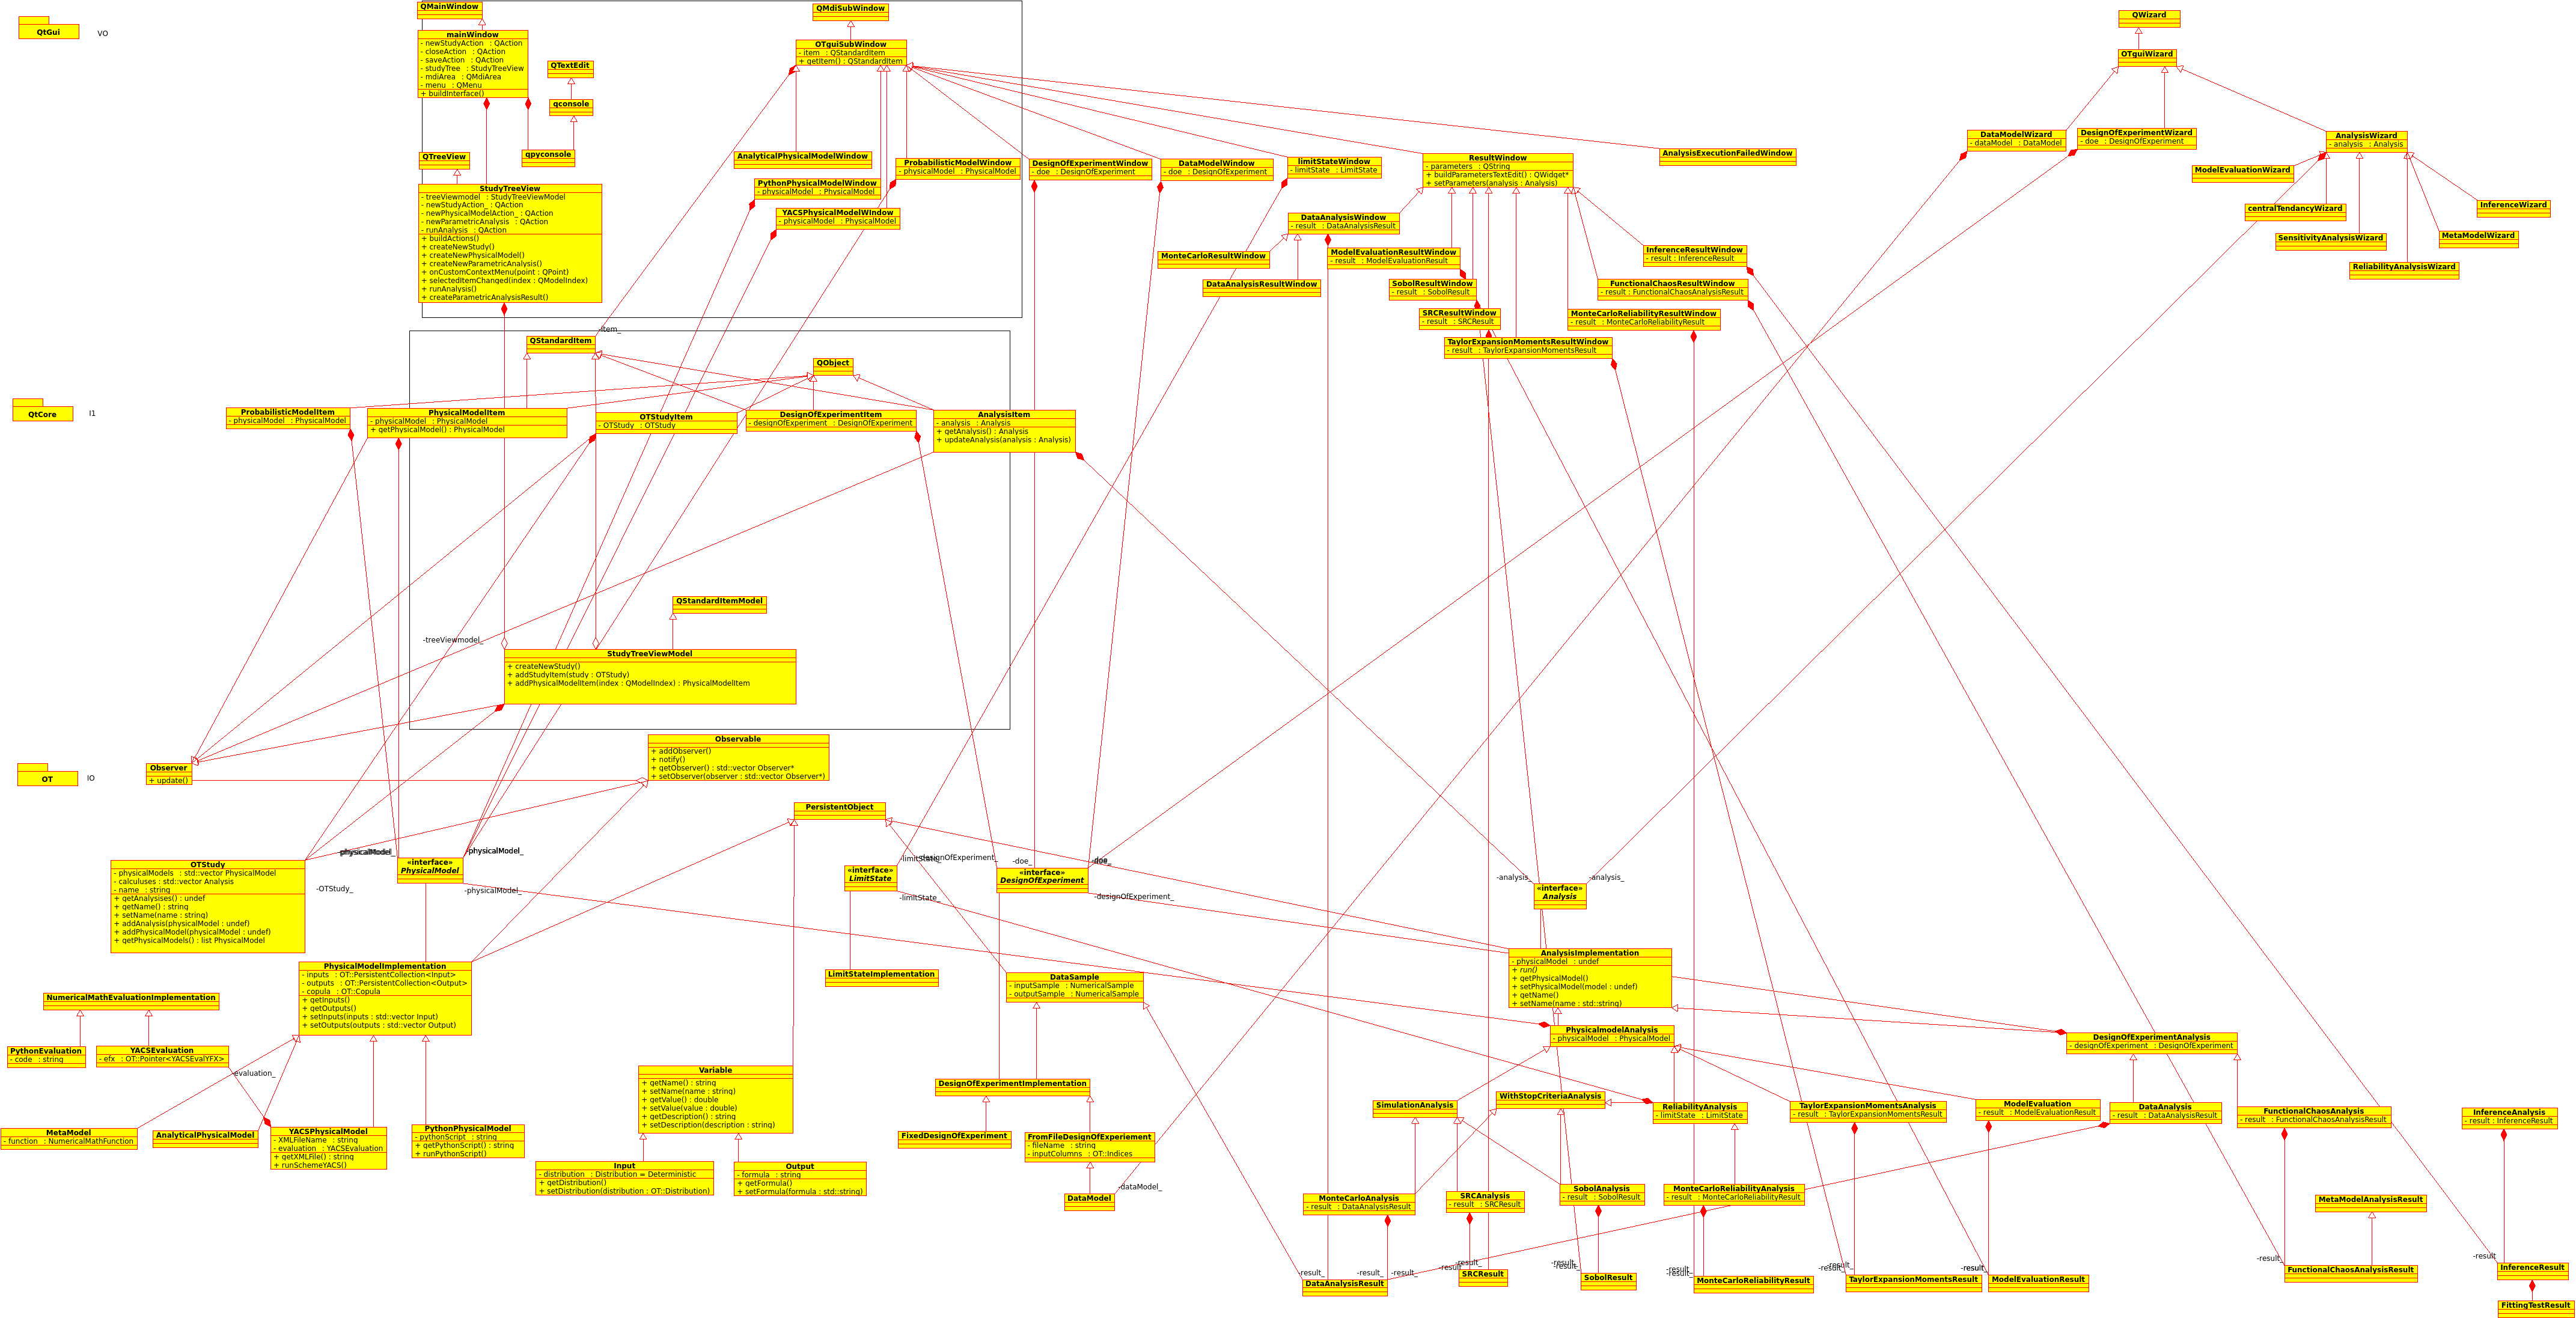 QtGui
VO
QMainWindow
mainWindow
- newStudyAction : QAction
- closeAction : QAction
- saveAction : QAction
- studyTree : StudyTreeView
- mdiArea : QMdiArea
- menu : QMenu
+ buildInterface()
QTextEdit
qconsole
qpyconsole
QTreeView
StudyTreeView
- treeViewmodel : StudyTreeViewModel
- newStudyAction_ : QAction
- newPhysicalModelAction_ : QAction
- newParametricAnalysis : QAction
- runAnalysis : QAction
+ buildActions()
+ createNewStudy()
+ createNewPhysicalModel()
+ createNewParametricAnalysis()
+ onCustomContextMenu(point : QPoint)
+ selectedItemChanged(index : QModelIndex)
+ runAnalysis()
+ createParametricAnalysisResult()
QMdiSubWindow
OTguiSubWindow
- item : QStandardItem
+ getItem() : QStandardItem
AnalyticalPhysicalModelWindow
PythonPhysicalModelWindow
- physicalModel : PhysicalModel
YACSPhysicalModelWIndow
- physicalModel : PhysicalModel
ProbabilisticModelWindow
- physicalModel : PhysicalModel
DesignOfExperimentWindow
- doe : DesignOfExperiment
DataModelWindow
- doe : DesignOfExperiment
limitStateWindow
- limitState : LimitState
ResultWindow
- parameters : QString
+ buildParametersTextEdit() : QWidget*
+ setParameters(analysis : Analysis)
AnalysisExecutionFailedWindow
DataAnalysisWindow
- result : DataAnalysisResult
MonteCarloResultWindow
DataAnalysisResultWindow
ModelEvaluationResultWindow
- result : ModelEvaluationResult
SobolResultWindow
- result : SobolResult
SRCResultWindow
- result : SRCResult
TaylorExpansionMomentsResultWindow
- result : TaylorExpansionMomentsResult
InferenceResultWindow
- result : InferenceResult
FunctionalChaosResultWindow
- result : FunctionalChaosAnalysisResult
MonteCarloReliabilityResultWindow
- result : MonteCarloReliabilityResult
QWizard
OTguiWizard
DataModelWizard
- dataModel : DataModel
DesignOfExperimentWizard
- doe : DesignOfExperiment
AnalysisWizard
- analysis : Analysis
ModelEvaluationWizard
centralTendancyWizard
SensitivityAnalysisWizard
ReliabilityAnalysisWizard
MetaModelWizard
InferenceWizard
QtCore
I1
-item_
QStandardItem
QObject
ProbabilisticModelItem
- physicalModel : PhysicalModel
PhysicalModelItem
- physicalModel : PhysicalModel
+ getPhysicalModel() : PhysicalModel
OTStudyItem
- OTStudy : OTStudy
DesignOfExperimentItem
- designOfExperiment : DesignOfExperiment
AnalysisItem
- analysis : Analysis
+ getAnalysis() : Analysis
+ updateAnalysis(analysis : Analysis)
QStandardItemModel
-treeViewmodel_
StudyTreeViewModel
+ createNewStudy()
+ addStudyItem(study : OTStudy)
+ addPhysicalModelItem(index : QModelIndex) : PhysicalModelItem
OT
IO
Observer
+ update()
Observable
+ addObserver()
+ notify()
+ getObserver() : std::vector Observer*
+ setObserver(observer : std::vector Observer*)
PersistentObject
OTStudy
- physicalModels : std::vector PhysicalModel
- calculuses : std::vector Analysis
- name : string
+ getAnalysises() : undef
+ getName() : string
+ setName(name : string)
+ addAnalysis(physicalModel : undef)
+ addPhysicalModel(physicalModel : undef)
+ getPhysicalModels() : list PhysicalModel
-OTStudy_
-physicalModel_
«interface»
PhysicalModel
-physicalModel_
-physicalModel_
«interface»
LimitState
-limitState_
-designOfExperiment_
-limitState_
-doe_
«interface»
DesignOfExperiment
-doe_
-designOfExperiment_
-analysis_
«interface»
Analysis
-analysis_
PhysicalModelImplementation
- inputs : OT::PersistentCollection<Input>
- outputs : OT::PersistentCollection<Output>
- copula : OT::Copula
+ getInputs()
+ getOutputs()
+ setInputs(inputs : std::vector Input)
+ setOutputs(outputs : std::vector Output)
NumericalMathEvaluationImplementation
PythonEvaluation
- code : string
YACSEvaluation
- efx : OT::Pointer<YACSEvalYFX>
-evaluation_
MetaModel
- function : NumericalMathFunction
AnalyticalPhysicalModel
YACSPhysicalModel
- XMLFileName : string
- evaluation : YACSEvaluation
+ getXMLFile() : string
+ runSchemeYACS()
PythonPhysicalModel
- pythonScript : string
+ getPythonScript() : string
+ runPythonScript()
Variable
+ getName() : string
+ setName(name : string)
+ getValue() : double
+ setValue(value : double)
+ getDescription() : string
+ setDescription(description : string)
Input
- distribution : Distribution = Deterministic
+ getDistribution()
+ setDistribution(distribution : OT::Distribution)
Output
- formula : string
+ getFormula()
+ setFormula(formula : std::string)
LimitStateImplementation
DataSample
- inputSample : NumericalSample
- outputSample : NumericalSample
DesignOfExperimentImplementation
FixedDesignOfExperiment
FromFileDesignOfExperiement
- fileName : string
- inputColumns : OT::Indices
DataModel
-dataModel_
AnalysisImplementation
- physicalModel : undef
+ run()
+ getPhysicalModel()
+ setPhysicalModel(model : undef)
+ getName()
+ setName(name : std::string)
PhysicalmodelAnalysis
- physicalModel : PhysicalModel
DesignOfExperimentAnalysis
- designOfExperiment : DesignOfExperiment
SimulationAnalysis
WithStopCriteriaAnalysis
ReliabilityAnalysis
- limitState : LimitState
TaylorExpansionMomentsAnalysis
- result : TaylorExpansionMomentsResult
ModelEvaluation
- result : ModelEvaluationResult
DataAnalysis
- result : DataAnalysisResult
FunctionalChaosAnalysis
- result : FunctionalChaosAnalysisResult
InferenceAnalysis
- result : InferenceResult
MonteCarloAnalysis
- result : DataAnalysisResult
SRCAnalysis
- result : SRCResult
SobolAnalysis
- result : SobolResult
MonteCarloReliabilityAnalysis
- result : MonteCarloReliabilityResult
MetaModelAnalysisResult
-result_
-result_
-result_
DataAnalysisResult
-result_
-result_
SRCResult
-result_
-result_
SobolResult
-result_
-result_
MonteCarloReliabilityResult
-result_
-result_
TaylorExpansionMomentsResult
-result_
ModelEvaluationResult
-result_
FunctionalChaosAnalysisResult
-result
InferenceResult
FittingTestResult